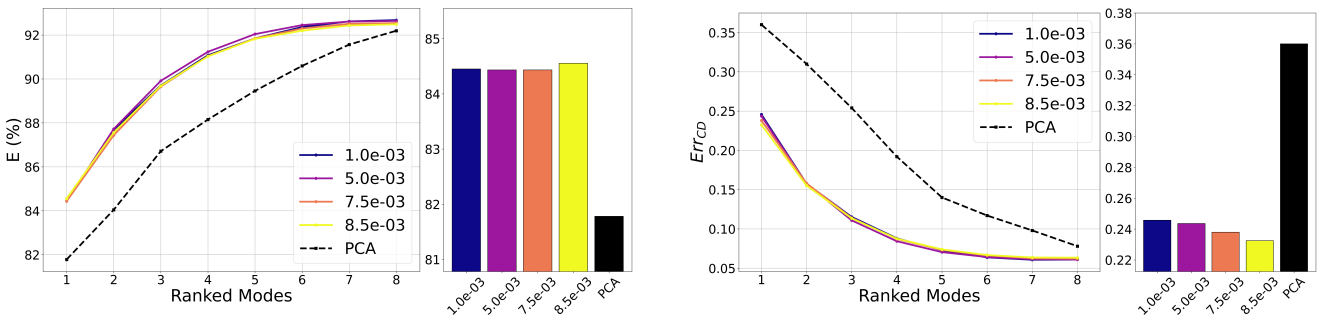 E (%)
92
90
88
86
84
82
1.0e-03
5.0e-03
7.5e-03
8.5e-03
PCA
1 2 3 4 5 6 7 8
Ranked Modes
85
84
83
82
81
1.0e-03 5.0e-03 7.5e-03 8.5e-03 PCA
Err_CD
0.35
0.30
0.25
0.20
0.15
0.10
0.05
1.0e-03
5.0e-03
7.5e-03
8.5e-03
PCA
1 2 3 4 5 6 7 8
Ranked Modes
0.38
0.36
0.34
0.32
0.30
0.28
0.26
0.24
0.22
1.0e-03 5.0e-03 7.5e-03 8.5e-03 PCA